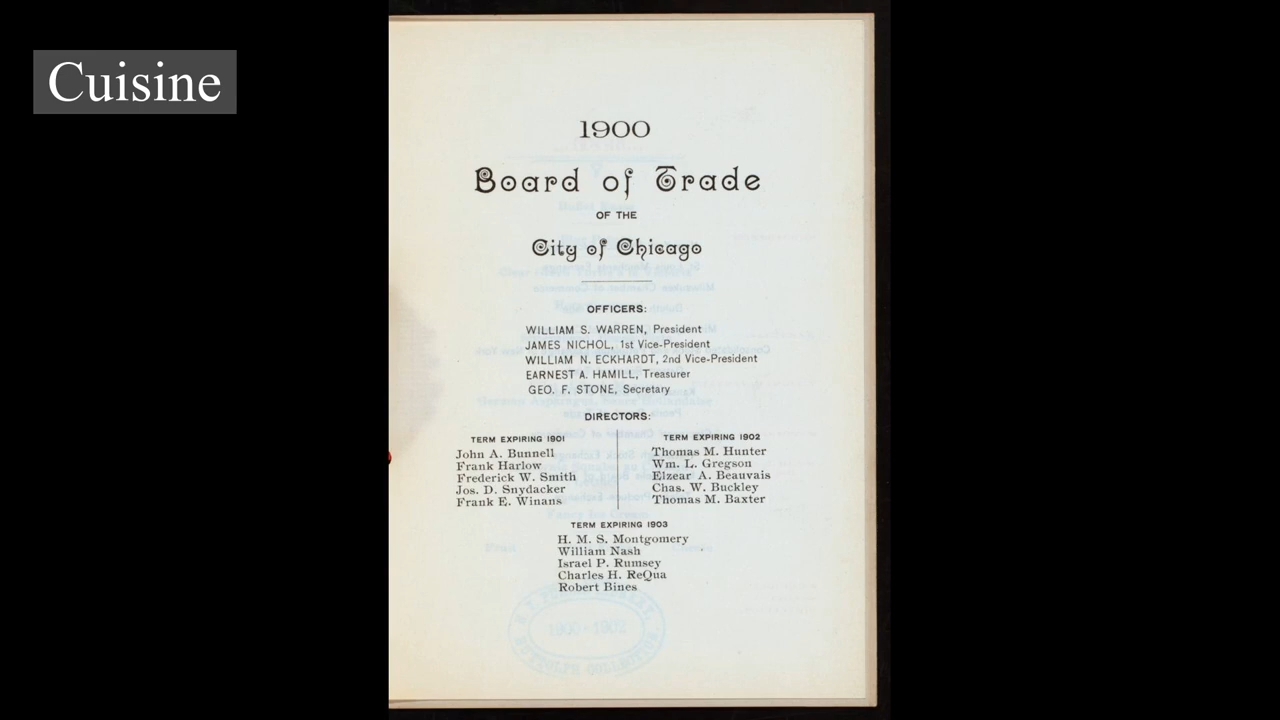 Cuisine
1900
Board of Trade
OF THE
City of Chicago
OFFICERS:
WILLIAM S. WARREN, President
JAMES NICHOL, 1st Vice-President
WILLIAM N. ECKHARDT, 2nd Vice-President
EARNEST A. HAMILL, Treasurer
GEO. F. STONE, Secretary
DIRECTORS:
TERM EXPIRING 1901
John A. Bunnell
Frank Harlow
Frederick W. Smith
Jos. D. Snydacker
Frank E. Winans
TERM EXPIRING 1902
Thomas M. Hunter
Wm. L. Gregson
Elzear A. Beauvais
Chas. W. Buckley
Thomas M. Baxter
TERM EXPIRING 1903
H. M. S. Montgomery
William Nash
Israel P. Rumsey
Charles H. ReQua
Robert Bines